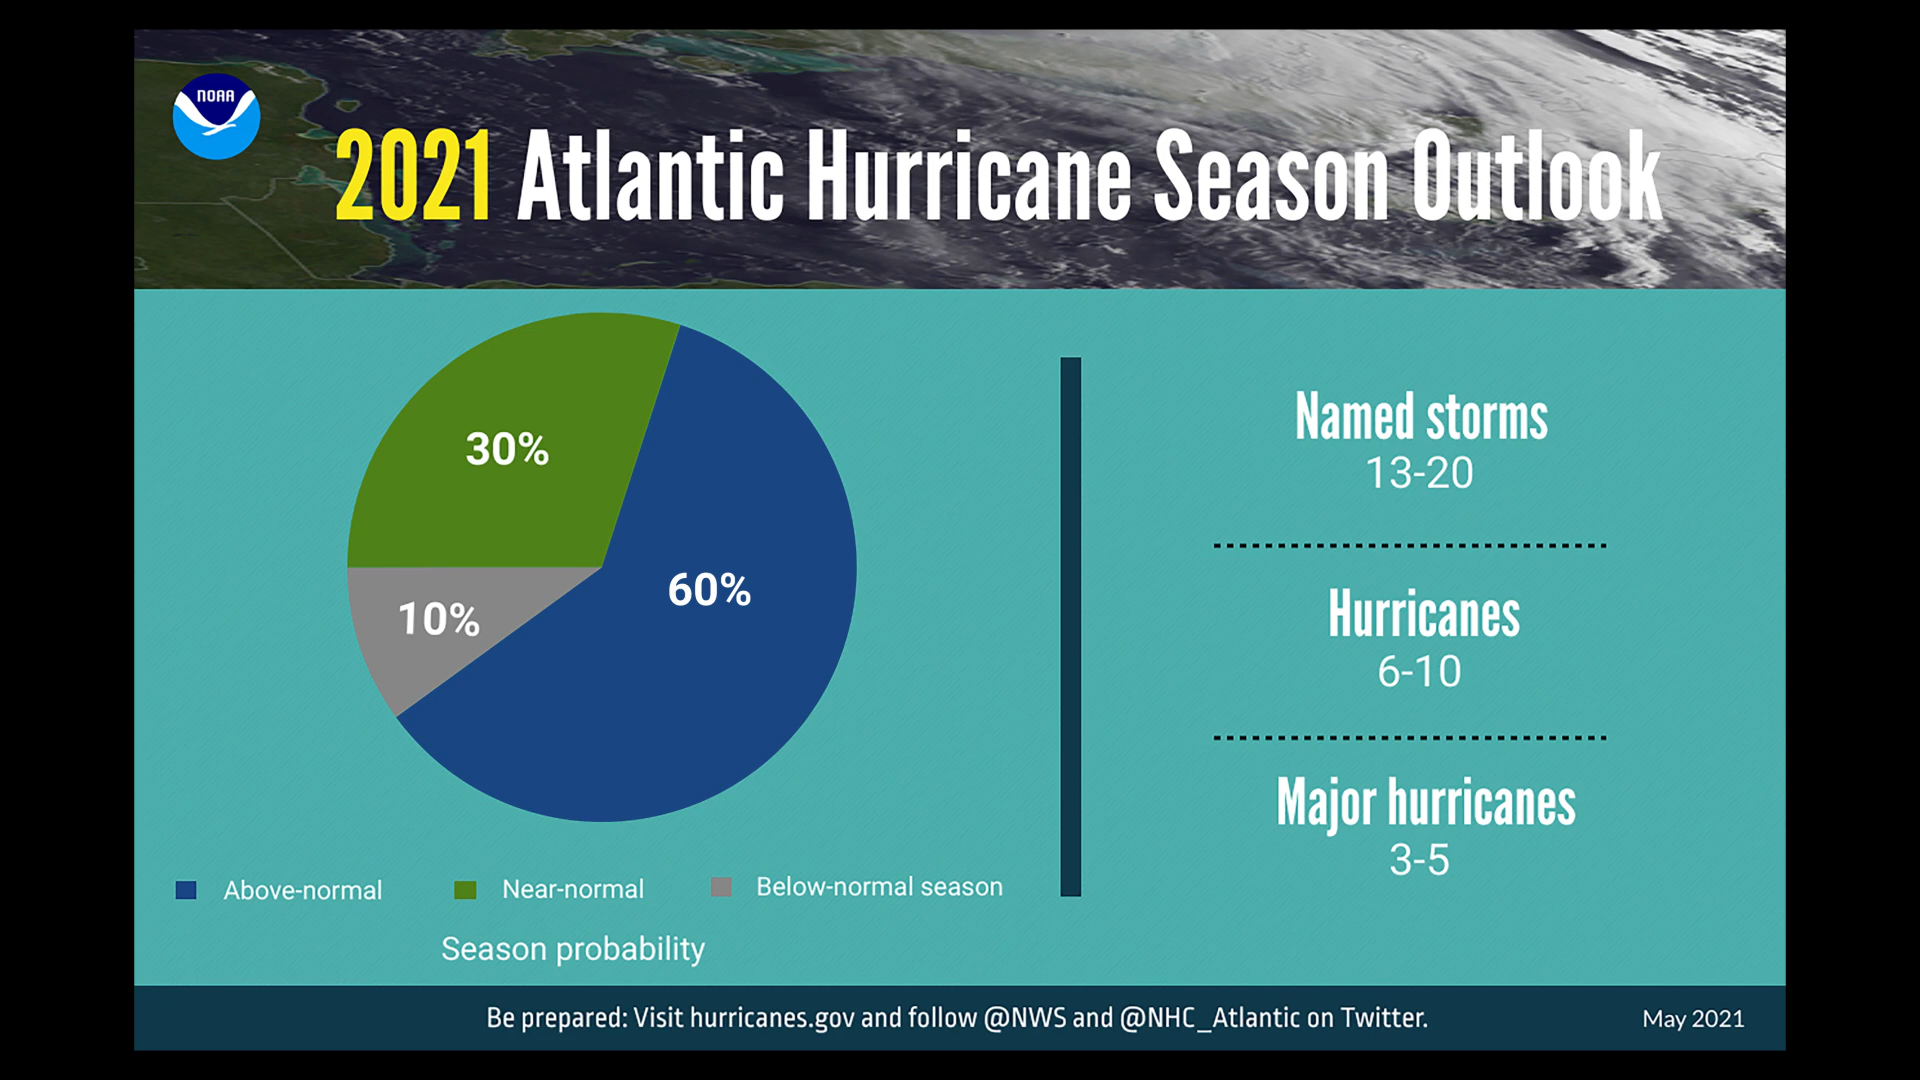 NOAA
2021 Atlantic Hurricane Season Outlook
30%
60%
10%
Above-normal
Near-normal
Below-normal season
Season probability
Named storms
13-20
Hurricanes
6-10
Major hurricanes
3-5
Be prepared: Visit hurricanes.gov and follow @NWS and @NHC_Atlantic on Twitter.
May 2021